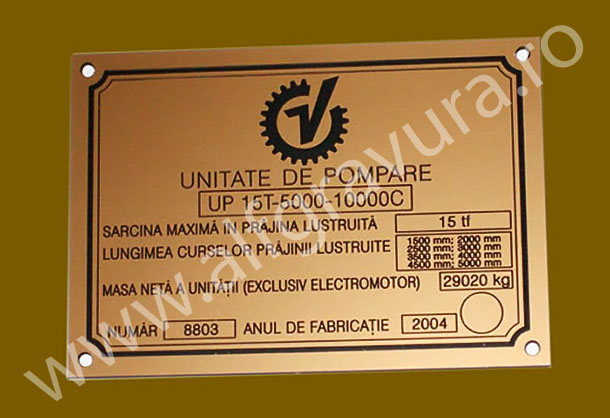 UNITATE DE POMPARE
UP 15T-5000-10000C
SARCINA MAXIMĂ IN PRĂJINA LUSTRUITĂ 15 tf
LUNGIMEA CURSELOR PRĂJINII LUSTRUITE 1500 mm; 2000 mm
2500 mm; 3000 mm
3500 mm; 4000 mm
4500 mm; 5000 mm
MASA NETĂ A UNITĂȚII (EXCLUSIV ELECTROMOTOR) 29020 kg
NUMĂR 8803 ANUL DE FABRICAȚIE 2004
www.altgravura.ro